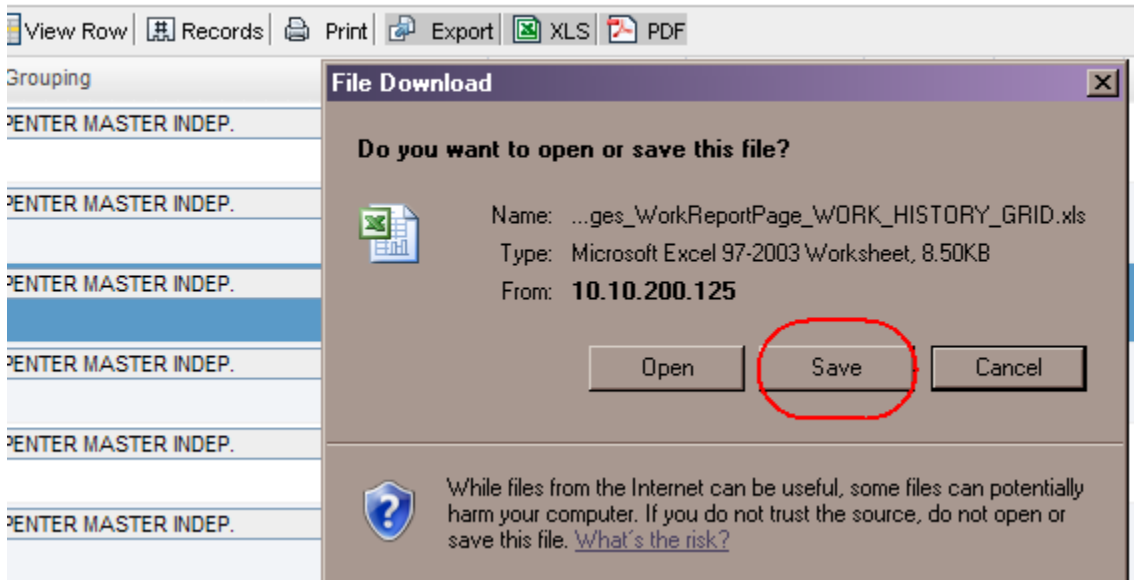 View Row Records Print Export XLS PDF
Grouping
File Download
PENTER MASTER INDEP.
Do you want to open or save this file?
PENTER MASTER INDEP.
Name: ...ges_WorkReportPage_WORK_HISTORY_GRID.xls
Type: Microsoft Excel 97-2003 Worksheet, 8.50KB
PENTER MASTER INDEP.
From: 10.10.200.125
PENTER MASTER INDEP.
Open Save Cancel
PENTER MASTER INDEP.
While files from the Internet can be useful, some files can potentially
harm your computer. If you do not trust the source, do not open or
save this file. What's the risk?
PENTER MASTER INDEP.